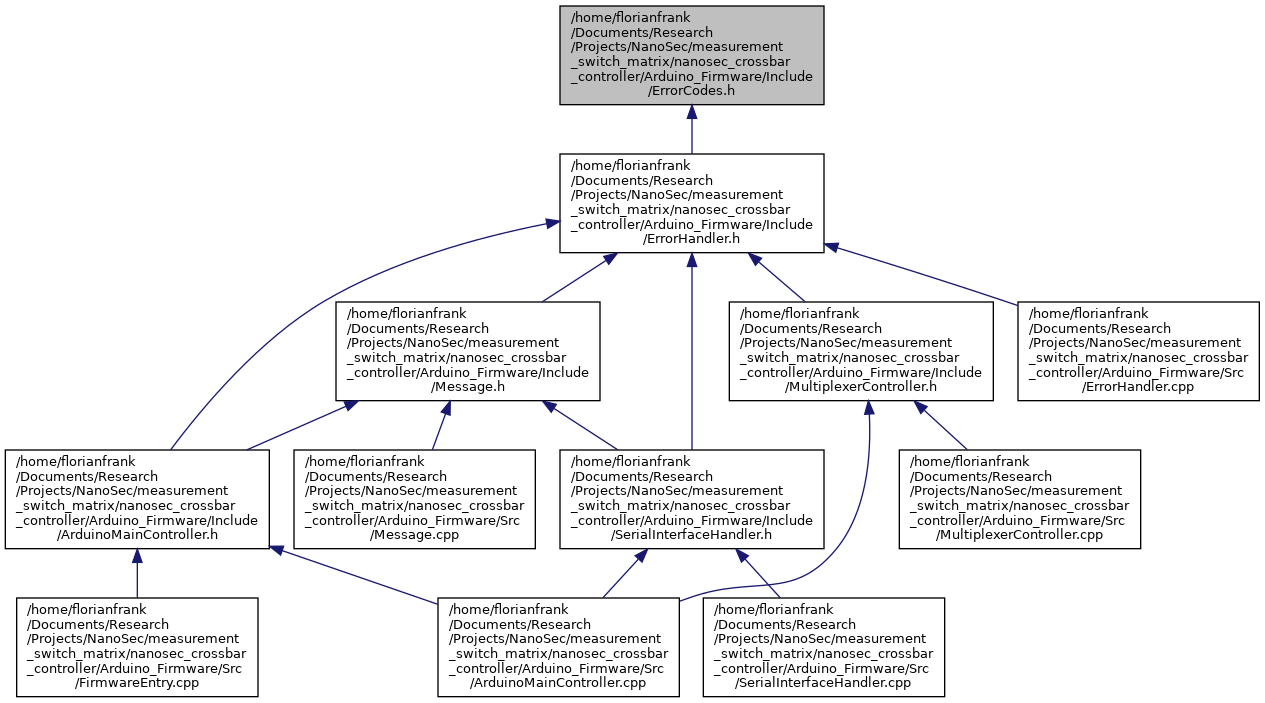 /home/florianfrank
/Documents/Research
/Projects/NanoSec/measurement
_switch_matrix/nanosec_crossbar
_controller/Arduino_Firmware/Include
/ErrorCodes.h
/home/florianfrank
/Documents/Research
/Projects/NanoSec/measurement
_switch_matrix/nanosec_crossbar
_controller/Arduino_Firmware/Include
/ErrorHandler.h
/home/florianfrank
/Documents/Research
/Projects/NanoSec/measurement
_switch_matrix/nanosec_crossbar
_controller/Arduino_Firmware/Include
/Message.h
/home/florianfrank
/Documents/Research
/Projects/NanoSec/measurement
_switch_matrix/nanosec_crossbar
_controller/Arduino_Firmware/Include
/MultiplexerController.h
/home/florianfrank
/Documents/Research
/Projects/NanoSec/measurement
_switch_matrix/nanosec_crossbar
_controller/Arduino_Firmware/Src
/ErrorHandler.cpp
/home/florianfrank
/Documents/Research
/Projects/NanoSec/measurement
_switch_matrix/nanosec_crossbar
_controller/Arduino_Firmware/Include
/ArduinoMainController.h
/home/florianfrank
/Documents/Research
/Projects/NanoSec/measurement
_switch_matrix/nanosec_crossbar
_controller/Arduino_Firmware/Src
/Message.cpp
/home/florianfrank
/Documents/Research
/Projects/NanoSec/measurement
_switch_matrix/nanosec_crossbar
_controller/Arduino_Firmware/Include
/SerialInterfaceHandler.h
/home/florianfrank
/Documents/Research
/Projects/NanoSec/measurement
_switch_matrix/nanosec_crossbar
_controller/Arduino_Firmware/Src
/MultiplexerController.cpp
/home/florianfrank
/Documents/Research
/Projects/NanoSec/measurement
_switch_matrix/nanosec_crossbar
_controller/Arduino_Firmware/Src
/FirmwareEntry.cpp
/home/florianfrank
/Documents/Research
/Projects/NanoSec/measurement
_switch_matrix/nanosec_crossbar
_controller/Arduino_Firmware/Src
/ArduinoMainController.cpp
/home/florianfrank
/Documents/Research
/Projects/NanoSec/measurement
_switch_matrix/nanosec_crossbar
_controller/Arduino_Firmware/Src
/SerialInterfaceHandler.cpp